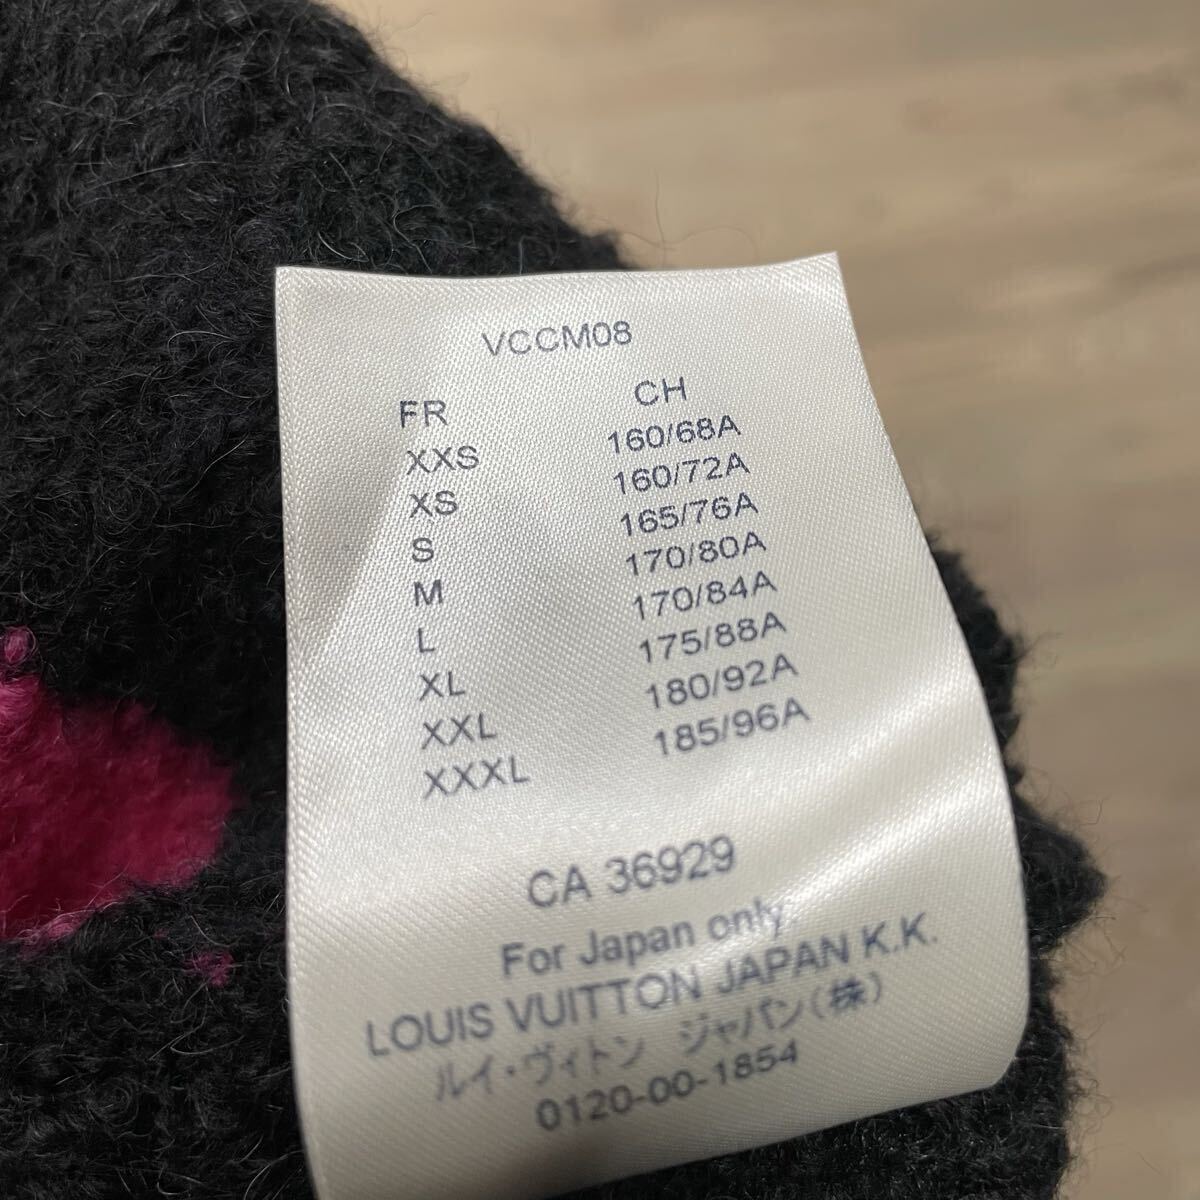 VCCM08
FR CH
XXS 160/68A
XS 160/72A
S 165/76A
M 170/80A
L 170/84A
XL 175/88A
XXL 180/92A
XXXL 185/96A
CA 36929
For Japan only
LOUIS VUITTON JAPAN K.K.
ルイ・ヴィトン ジャパン(株)
0120-00-1854